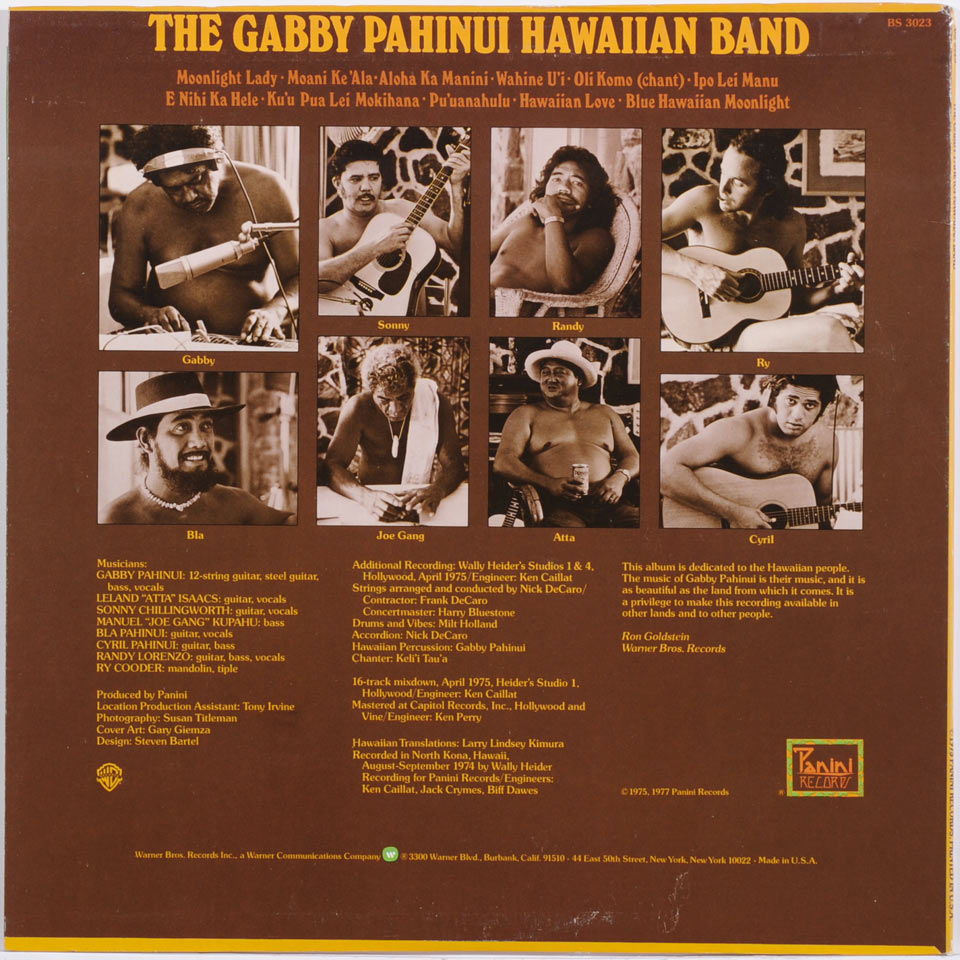 THE GABBY PAHINUI HAWAIIAN BAND
BS 3023
Moonlight Lady · Moani Ke 'Ala · Aloha Ka Manini · Wahine U'i · Oli Komo (chant) · Ipo Lei Manu
E Nihi Ka Hele · Ku'u Pua Lei Mokihana · Pu'uanahulu · Hawaiian Love · Blue Hawaiian Moonlight
Gabby
Sonny
Randy
Ry
Bla
Joe Gang
Atta
Cyril
Musicians:
GABBY PAHINUI: 12-string guitar, steel guitar,
bass, vocals
LELAND "ATTA" ISAACS: guitar, vocals
SONNY CHILLINGWORTH: guitar, vocals
MANUEL "JOE GANG" KUPAHU: bass
BLA PAHINUI: guitar, vocals
CYRIL PAHINUI: guitar, bass
RANDY LORENZO: guitar, bass, vocals
RY COODER: mandolin, tiple
Produced by Panini
Location Production Assistant: Tony Irvine
Photography: Susan Titleman
Cover Art: Gary Giemza
Design: Steven Bartel
Additional Recording: Wally Heider's Studios 1 & 4,
Hollywood, April 1975/Engineer: Ken Caillat
Strings arranged and conducted by Nick DeCaro/
Contractor: Frank DeCaro
Concertmaster: Harry Bluestone
Drums and Vibes: Milt Holland
Accordion: Nick DeCaro
Hawaiian Percussion: Gabby Pahinui
Chanter: Keli'i Tau'a
16-track mixdown, April 1975, Heider's Studio 1,
Hollywood/Engineer: Ken Caillat
Mastered at Capitol Records, Inc., Hollywood and
Vine/Engineer: Ken Perry
Hawaiian Translations: Larry Lindsey Kimura
Recorded in North Kona, Hawaii,
August-September 1974 by Wally Heider
Recording for Panini Records/Engineers:
Ken Caillat, Jack Crymes, Biff Dawes
This album is dedicated to the Hawaiian people.
The music of Gabby Pahinui is their music, and it is
as beautiful as the land from which it comes. It is
a privilege to make this recording available in
other lands and to other people.
Ron Goldstein
Warner Bros. Records
© 1975, 1977 Panini Records
® Panini
RECORDS
Warner Bros. Records Inc., a Warner Communications Company ® 3300 Warner Blvd., Burbank, Calif. 91510 - 44 East 50th Street, New York, New York 10022 - Made in U.S.A.